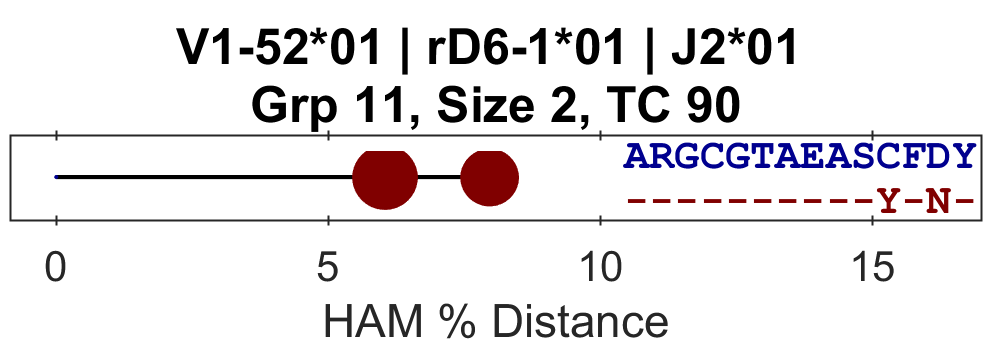 V1-52*01 | rD6-1*01 | J2*01
Grp 11, Size 2, TC 90
ARGCGTAEASCFDY
----------Y-N-
0 5 10 15
HAM % Distance